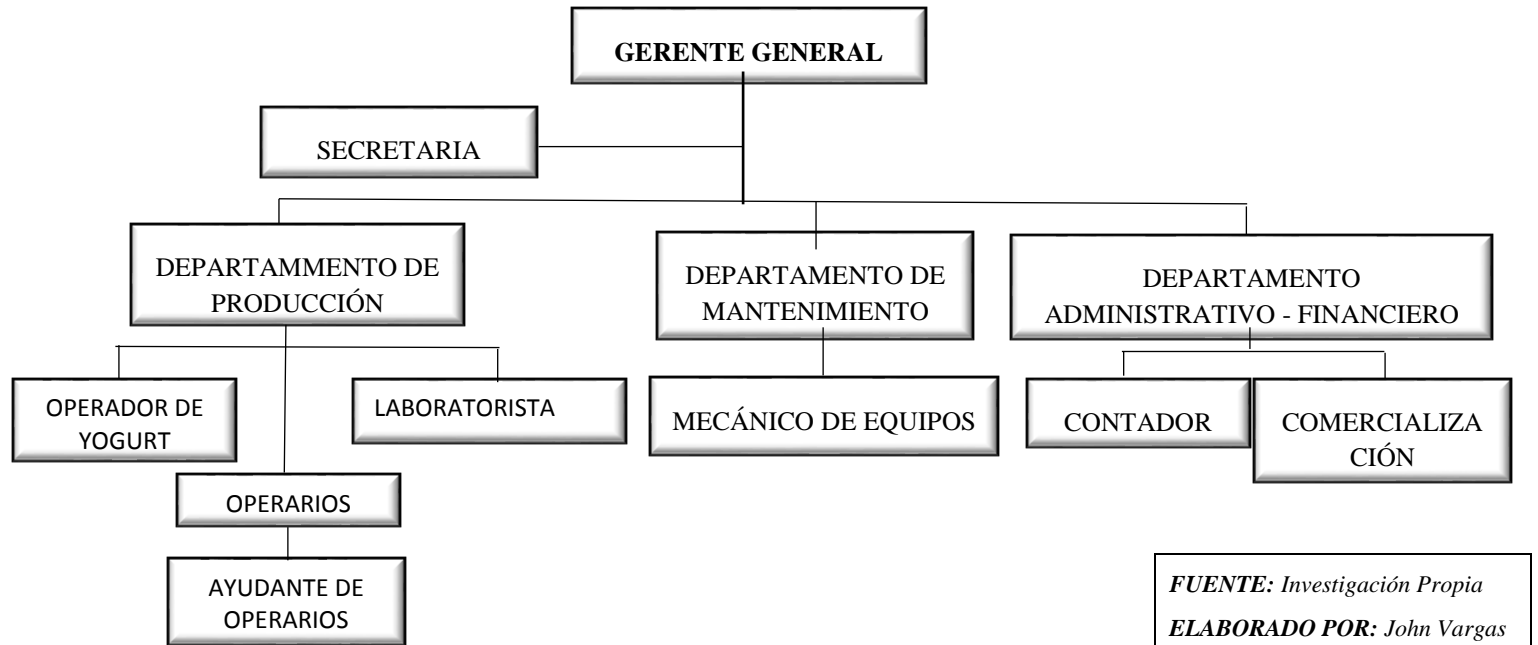 GERENTE GENERAL
SECRETARIA
DEPARTAMMENTO DE
PRODUCCIÓN
DEPARTAMENTO DE
MANTENIMIENTO
DEPARTAMENTO
ADMINISTRATIVO - FINANCIERO
OPERADOR DE
YOGURT
LABORATORISTA
MECÁNICO DE EQUIPOS
CONTADOR
COMERCIALIZA
CIÓN
OPERARIOS
AYUDANTE DE
OPERARIOS
FUENTE: Investigación Propia
ELABORADO POR: John Vargas